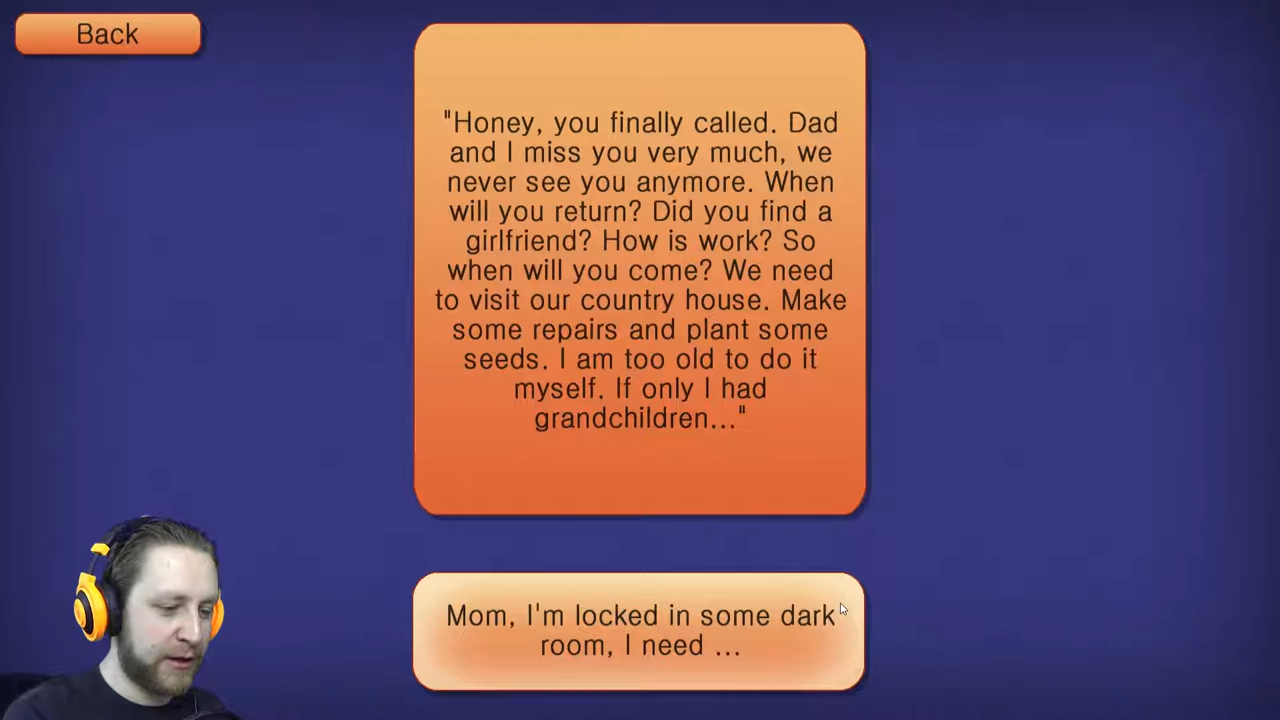 Back
"Honey, you finally called. Dad
and I miss you very much, we
never see you anymore. When
will you return? Did you find a
girlfriend? How is work? So
when will you come? We need
to visit our country house. Make
some repairs and plant some
seeds. I am too old to do it
myself. If only I had
grandchildren..."
Mom, I'm locked in some dark
room, I need ...